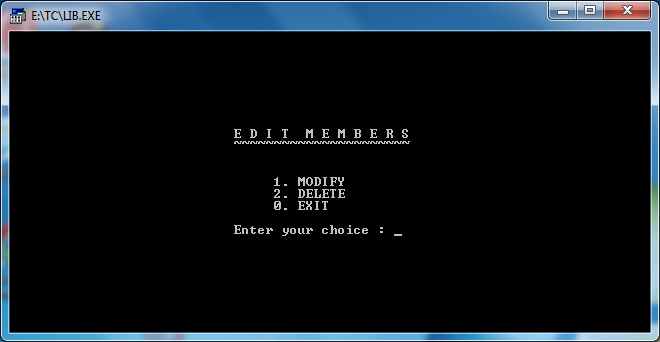 E:\TC\LIB.EXE
E D I T  M E M B E R S
~~~~~~~~~~~~~~~~~~~~~~
1. MODIFY
2. DELETE
0. EXIT
Enter your choice : _